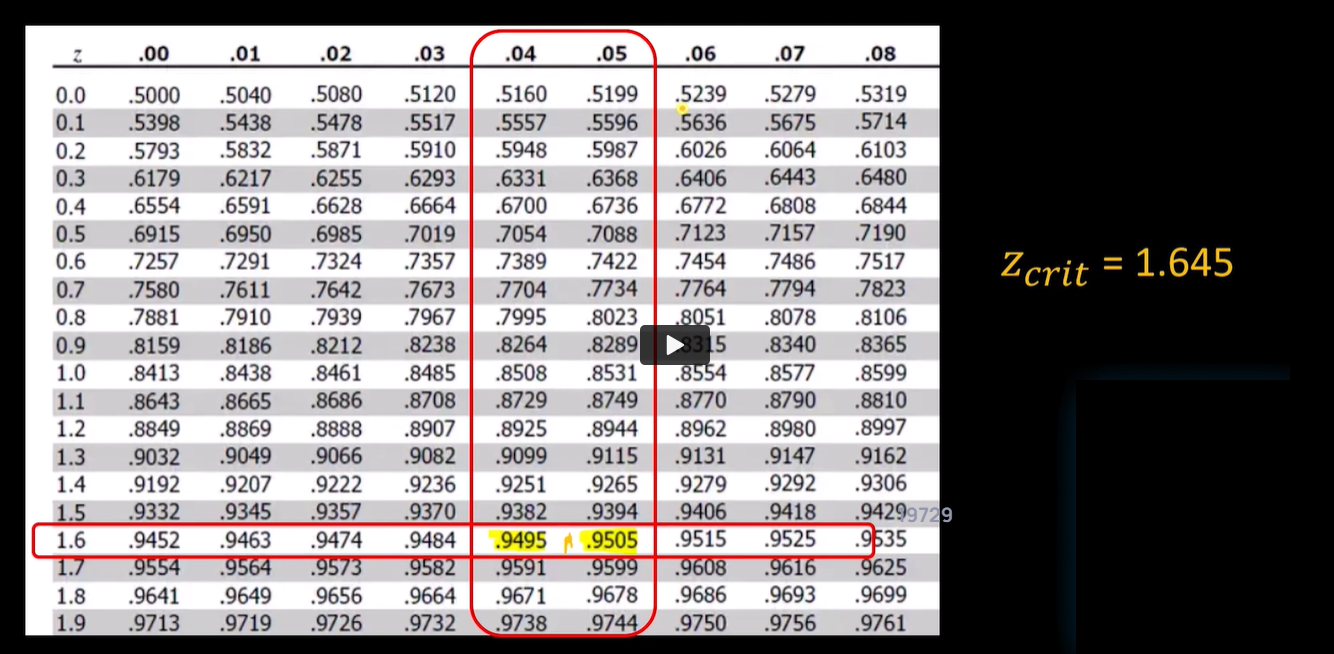 z .00 .01 .02 .03 .04 .05 .06 .07 .08
0.0 .5000 .5040 .5080 .5120 .5160 .5199 .5239 .5279 .5319
0.1 .5398 .5438 .5478 .5517 .5557 .5596 .5636 .5675 .5714
0.2 .5793 .5832 .5871 .5910 .5948 .5987 .6026 .6064 .6103
0.3 .6179 .6217 .6255 .6293 .6331 .6368 .6406 .6443 .6480
0.4 .6554 .6591 .6628 .6664 .6700 .6736 .6772 .6808 .6844
0.5 .6915 .6950 .6985 .7019 .7054 .7088 .7123 .7157 .7190
0.6 .7257 .7291 .7324 .7357 .7389 .7422 .7454 .7486 .7517
0.7 .7580 .7611 .7642 .7673 .7704 .7734 .7764 .7794 .7823
0.8 .7881 .7910 .7939 .7967 .7995 .8023 .8051 .8078 .8106
0.9 .8159 .8186 .8212 .8238 .8264 .8289 .8315 .8340 .8365
1.0 .8413 .8438 .8461 .8485 .8508 .8531 .8554 .8577 .8599
1.1 .8643 .8665 .8686 .8708 .8729 .8749 .8770 .8790 .8810
1.2 .8849 .8869 .8888 .8907 .8925 .8944 .8962 .8980 .8997
1.3 .9032 .9049 .9066 .9082 .9099 .9115 .9131 .9147 .9162
1.4 .9192 .9207 .9222 .9236 .9251 .9265 .9279 .9292 .9306
1.5 .9332 .9345 .9357 .9370 .9382 .9394 .9406 .9418 .9429
1.6 .9452 .9463 .9474 .9484 .9495 .9505 .9515 .9525 .9535
1.7 .9554 .9564 .9573 .9582 .9591 .9599 .9608 .9616 .9625
1.8 .9641 .9649 .9656 .9664 .9671 .9678 .9686 .9693 .9699
1.9 .9713 .9719 .9726 .9732 .9738 .9744 .9750 .9756 .9761
z crit = 1.645